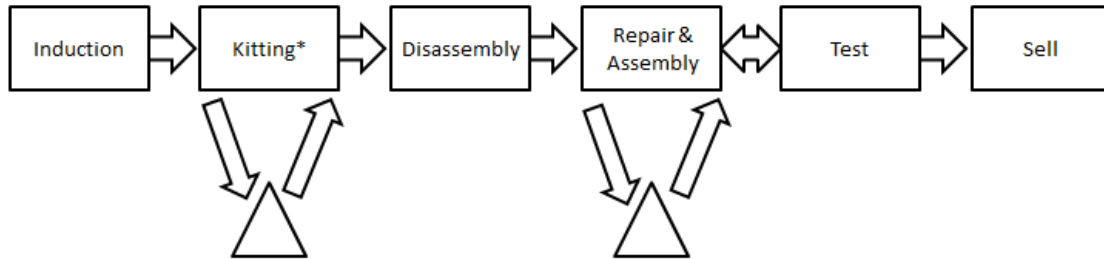 Induction
Kitting*
Disassembly
Repair &
Assembly
Test
Sell